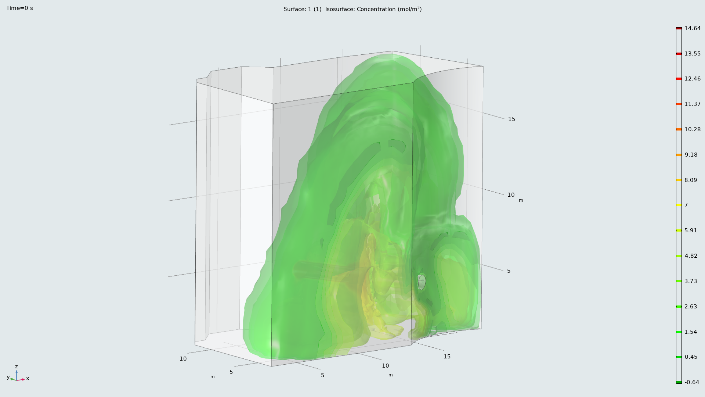 Time=0 s
Surface: 1 (1)  Isosurface: Concentration (mol/m³)
14.64
13.55
12.46
11.37
10.28
9.18
8.09
7
5.91
4.82
3.73
2.63
1.54
0.45
-0.64
15
10
m
5
15
10
m
5
10
5
m
z
y
x